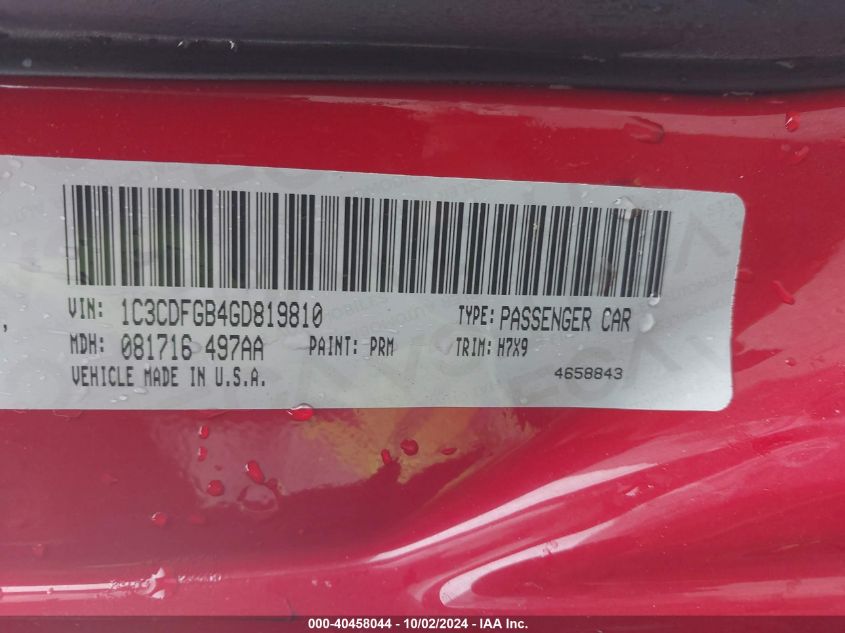 VIN: 1C3CDFGB4GD819810 TYPE: PASSENGER CAR
, MDH: 081716 497AA PAINT: PRM TRIM: H7X9
VEHICLE MADE IN U.S.A. 4658843
000-40458044 - 10/02/2024 - IAA Inc.